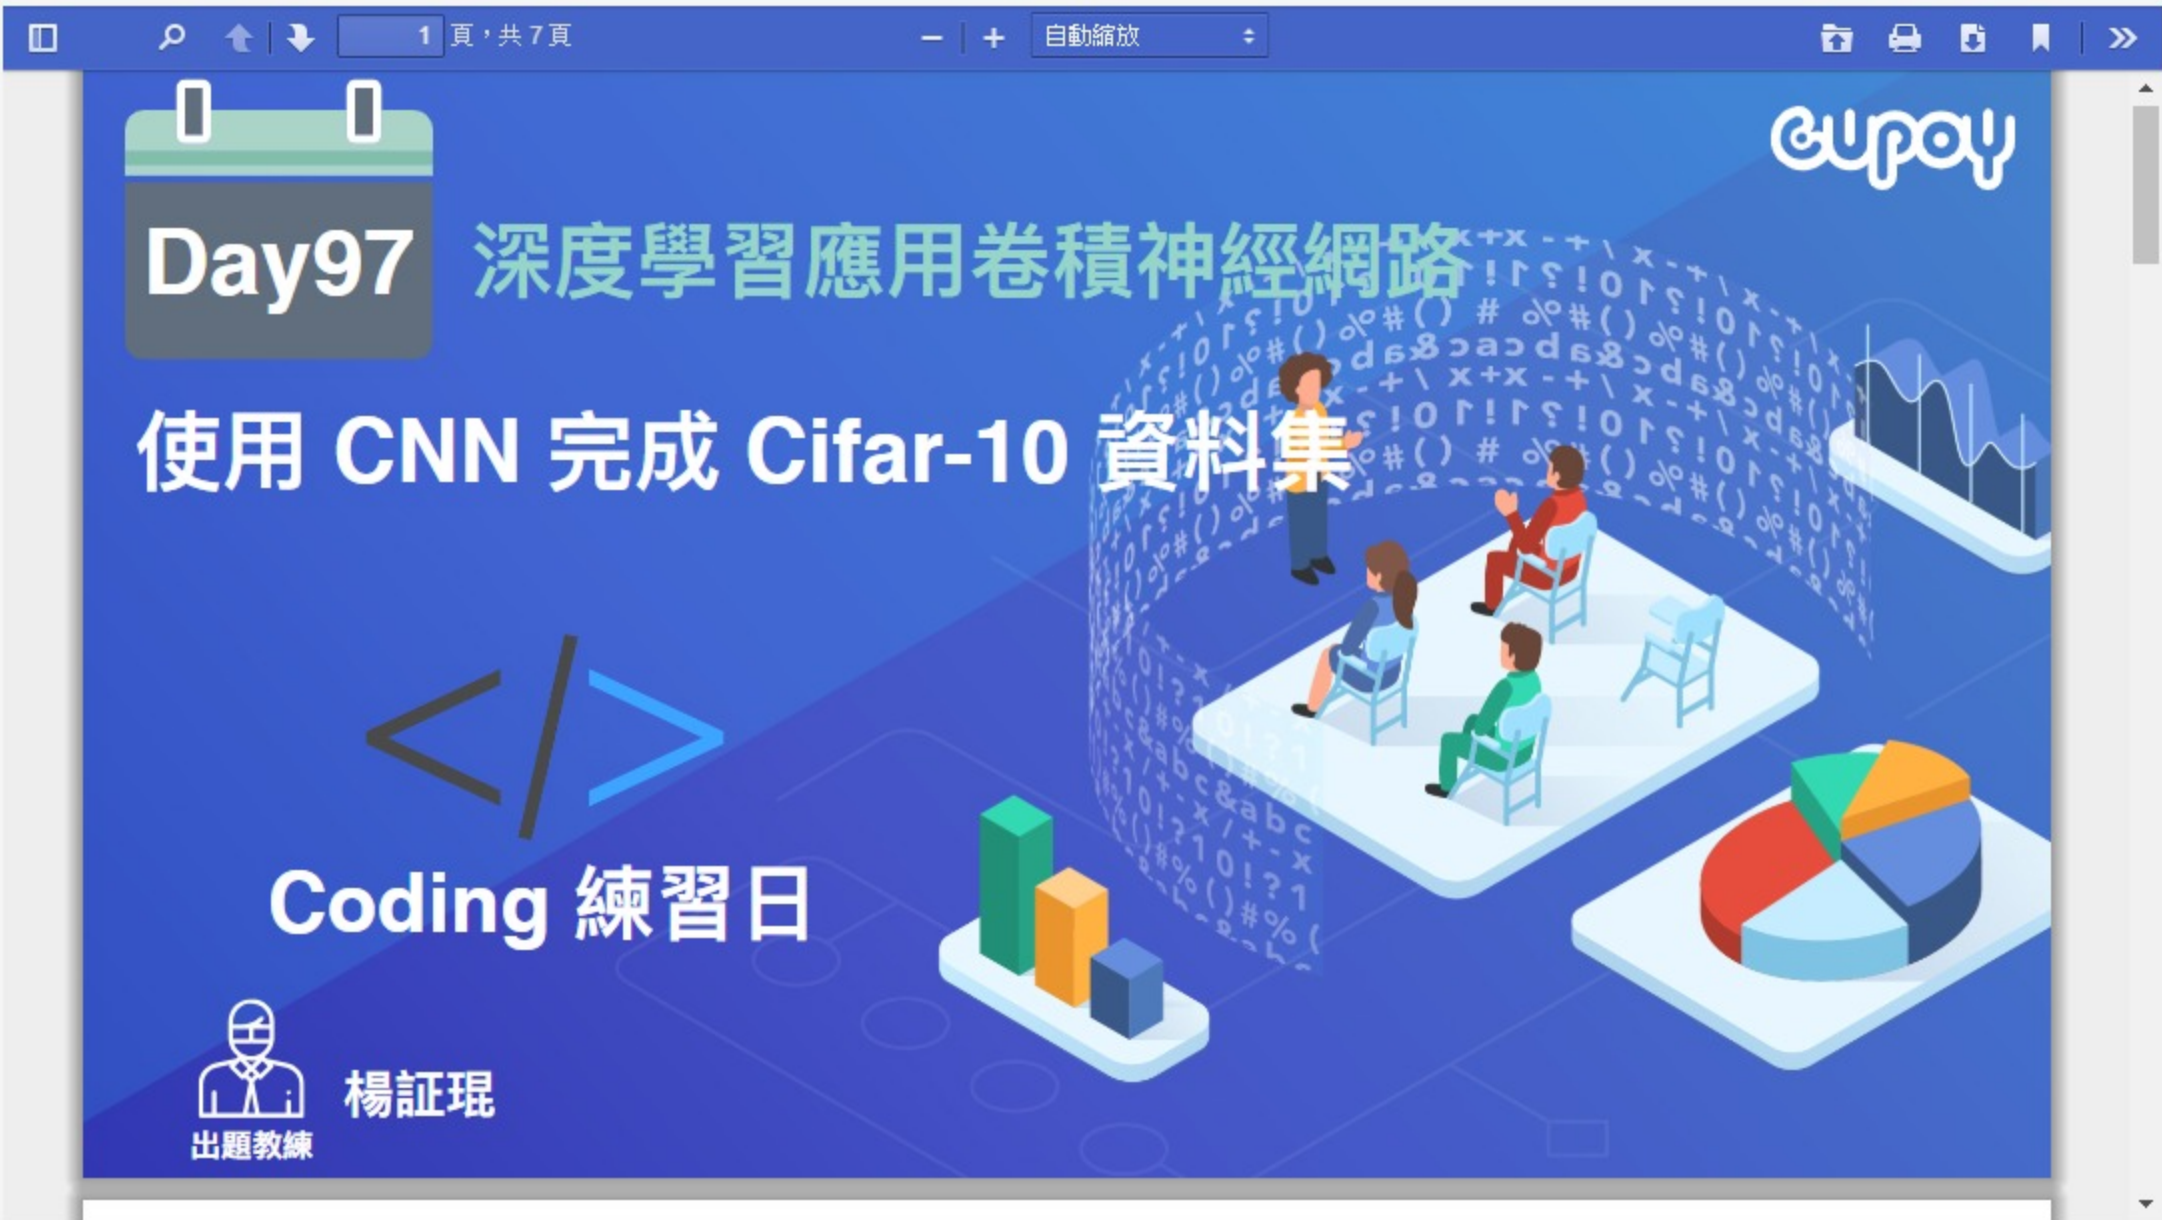 1 頁，共 7 頁
自動縮放
cupoy
Day97
深度學習應用卷積神經網路
使用 CNN 完成 Cifar-10 資料集
</>
Coding 練習日
楊証琨
出題教練